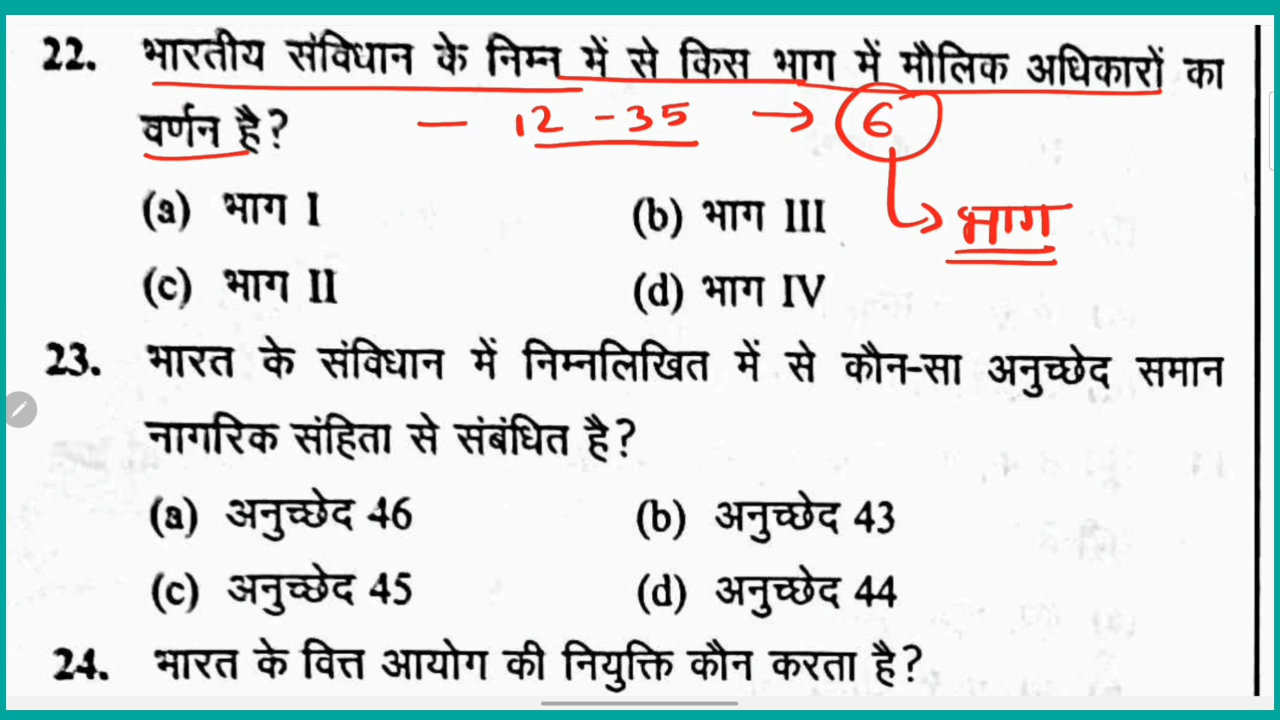 22. भारतीय संविधान के निम्न में से किस भाग में मौलिक अधिकारों का
वर्णन है? — 12 - 35 → 6
→ भाग
(a) भाग I (b) भाग III
(c) भाग II (d) भाग IV
23. भारत के संविधान में निम्नलिखित में से कौन-सा अनुच्छेद समान
नागरिक संहिता से संबंधित है?
(a) अनुच्छेद 46 (b) अनुच्छेद 43
(c) अनुच्छेद 45 (d) अनुच्छेद 44
24. भारत के वित्त आयोग की नियुक्ति कौन करता है?